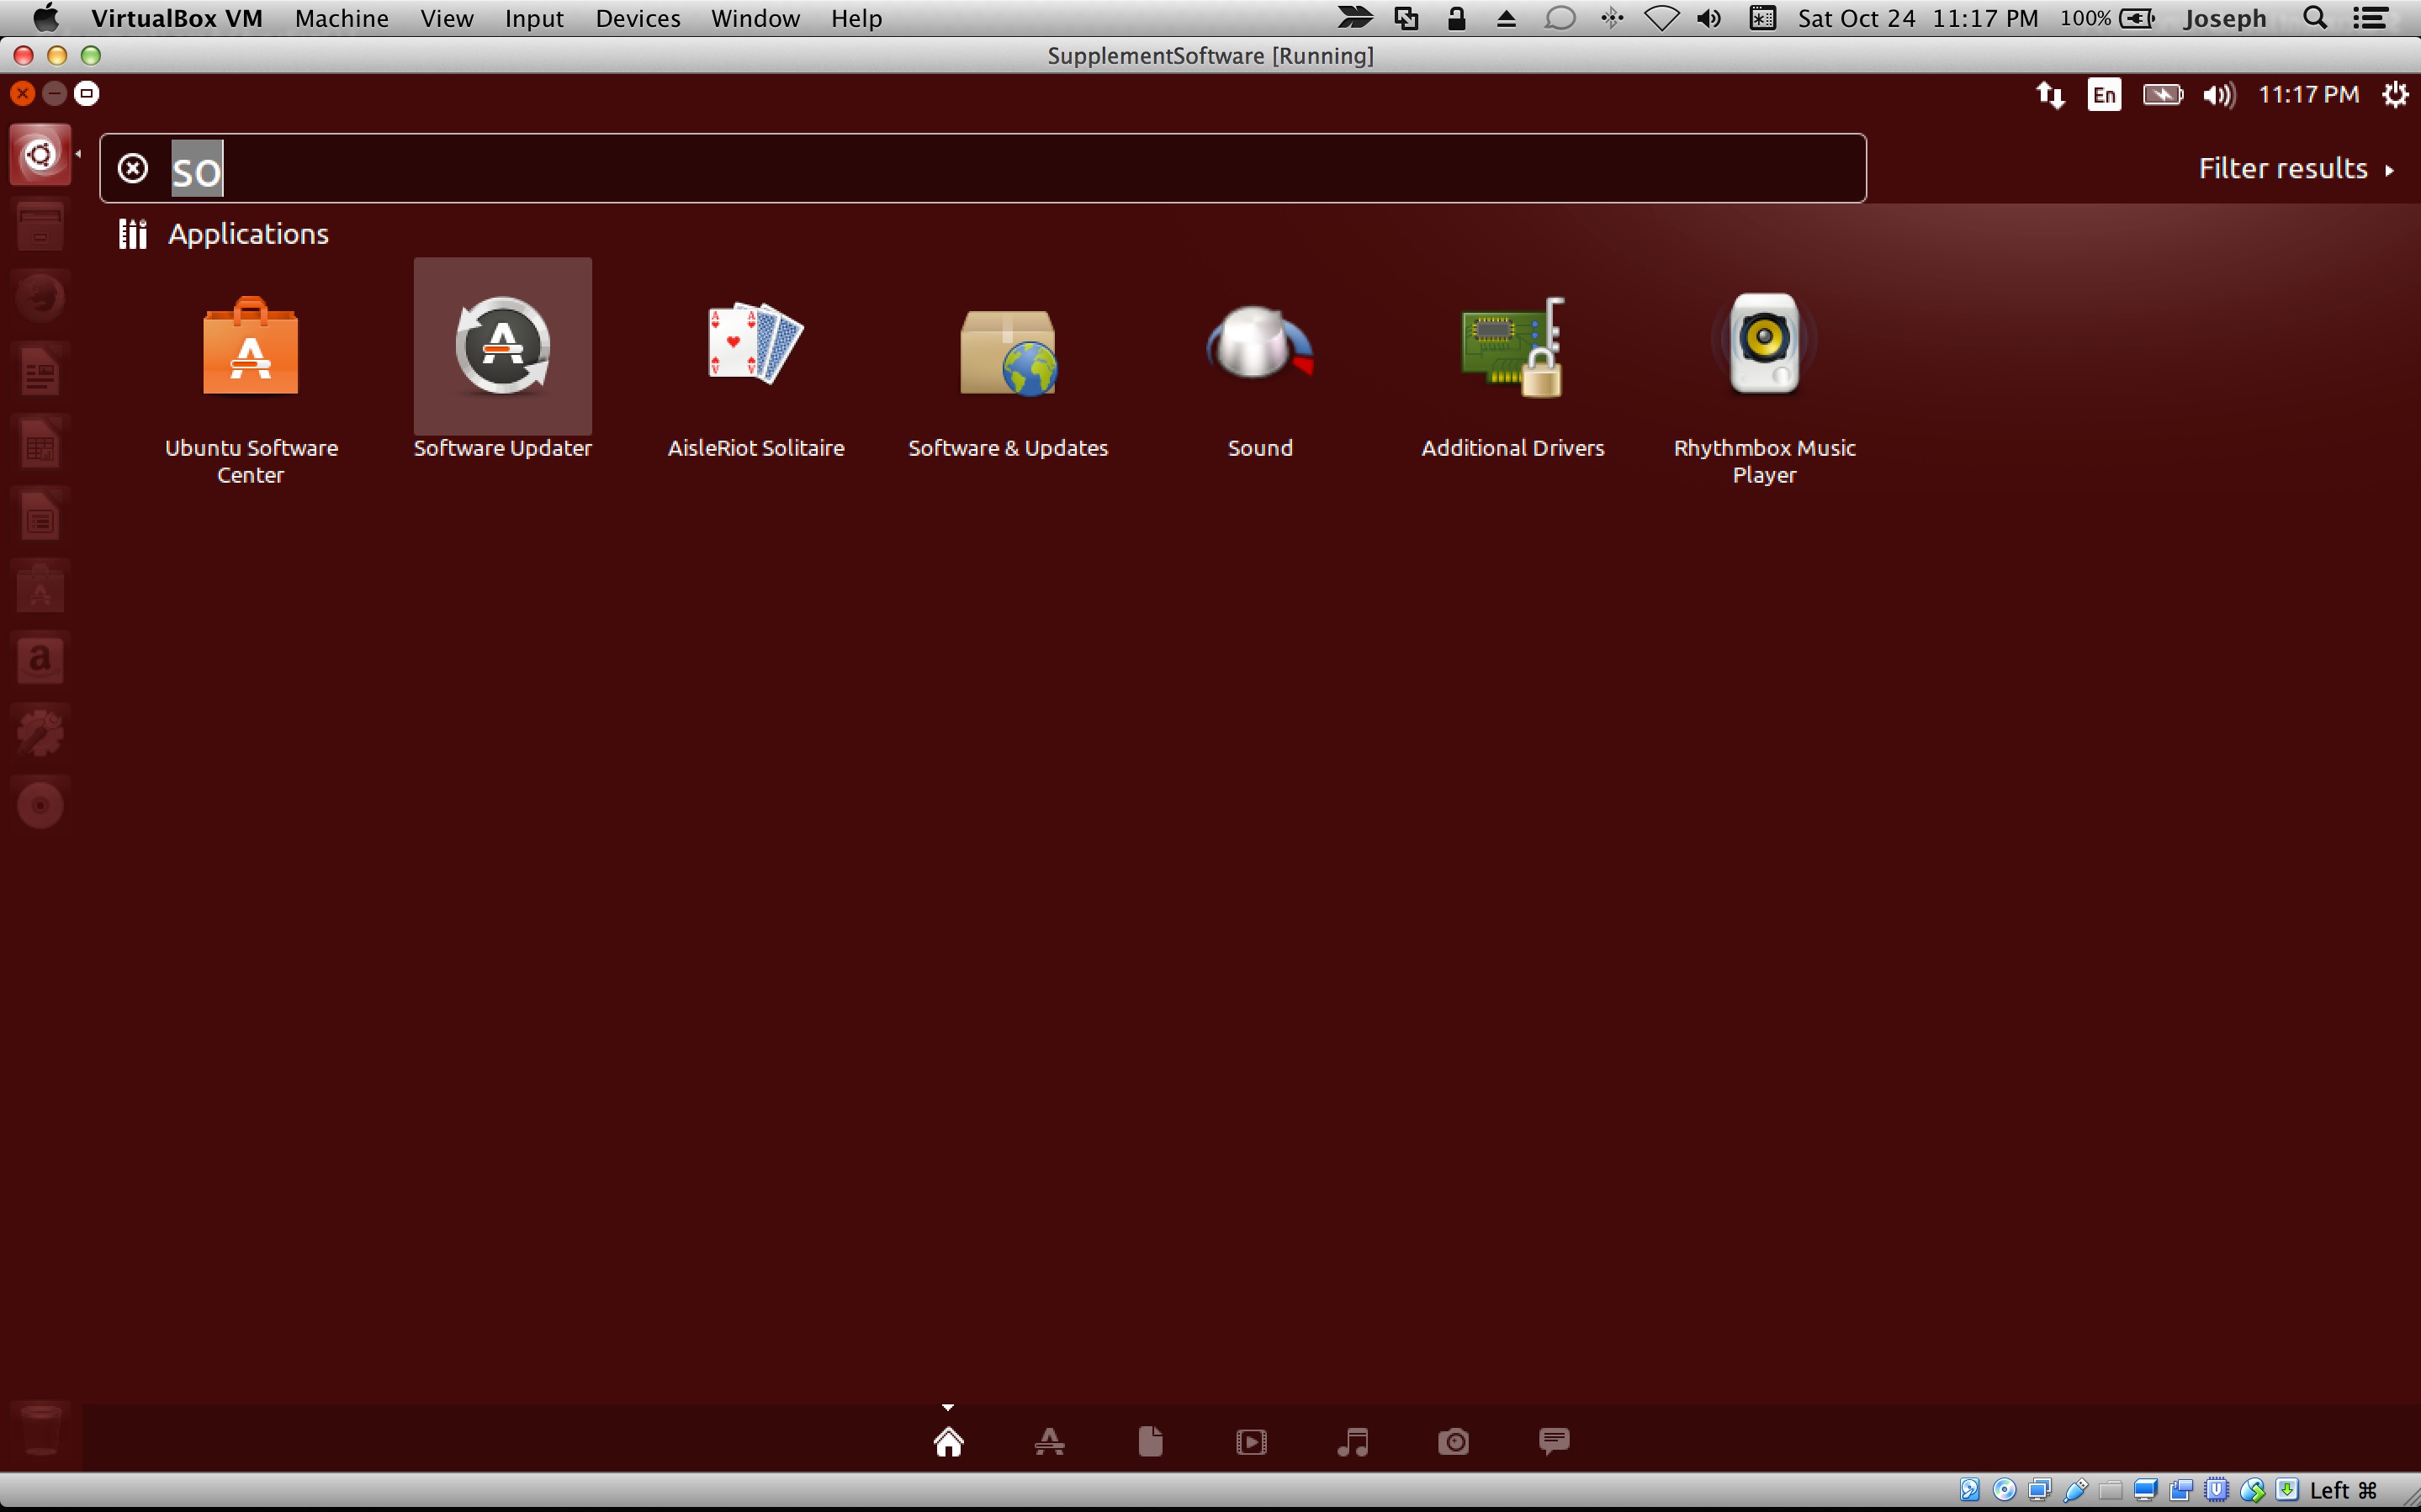 VirtualBox VM Machine View Input Devices Window Help Sat Oct 24 11:17 PM 100% Joseph
SupplementSoftware [Running]
En 11:17 PM
so
Filter results
Applications
Ubuntu Software Center
Software Updater
AisleRiot Solitaire
Software & Updates
Sound
Additional Drivers
Rhythmbox Music Player
Left ⌘